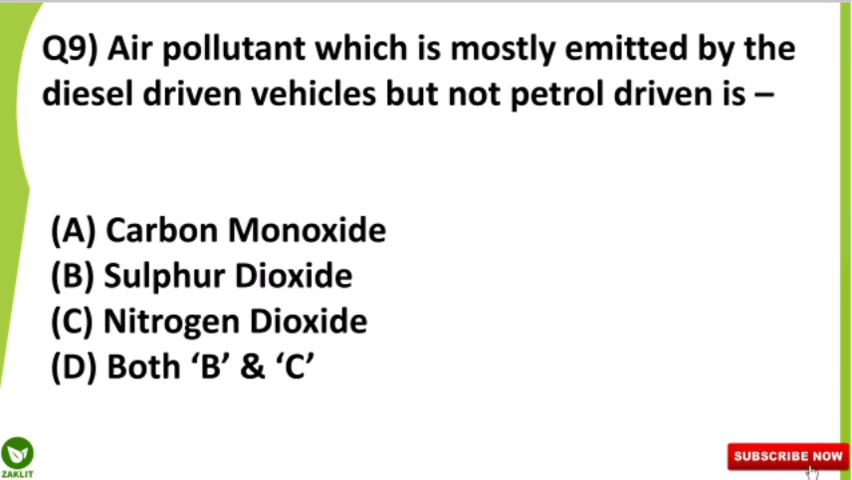 Q9) Air pollutant which is mostly emitted by the
diesel driven vehicles but not petrol driven is –
(A) Carbon Monoxide
(B) Sulphur Dioxide
(C) Nitrogen Dioxide
(D) Both ‘B’ & ‘C’
SUBSCRIBE NOW
ZAKLIT